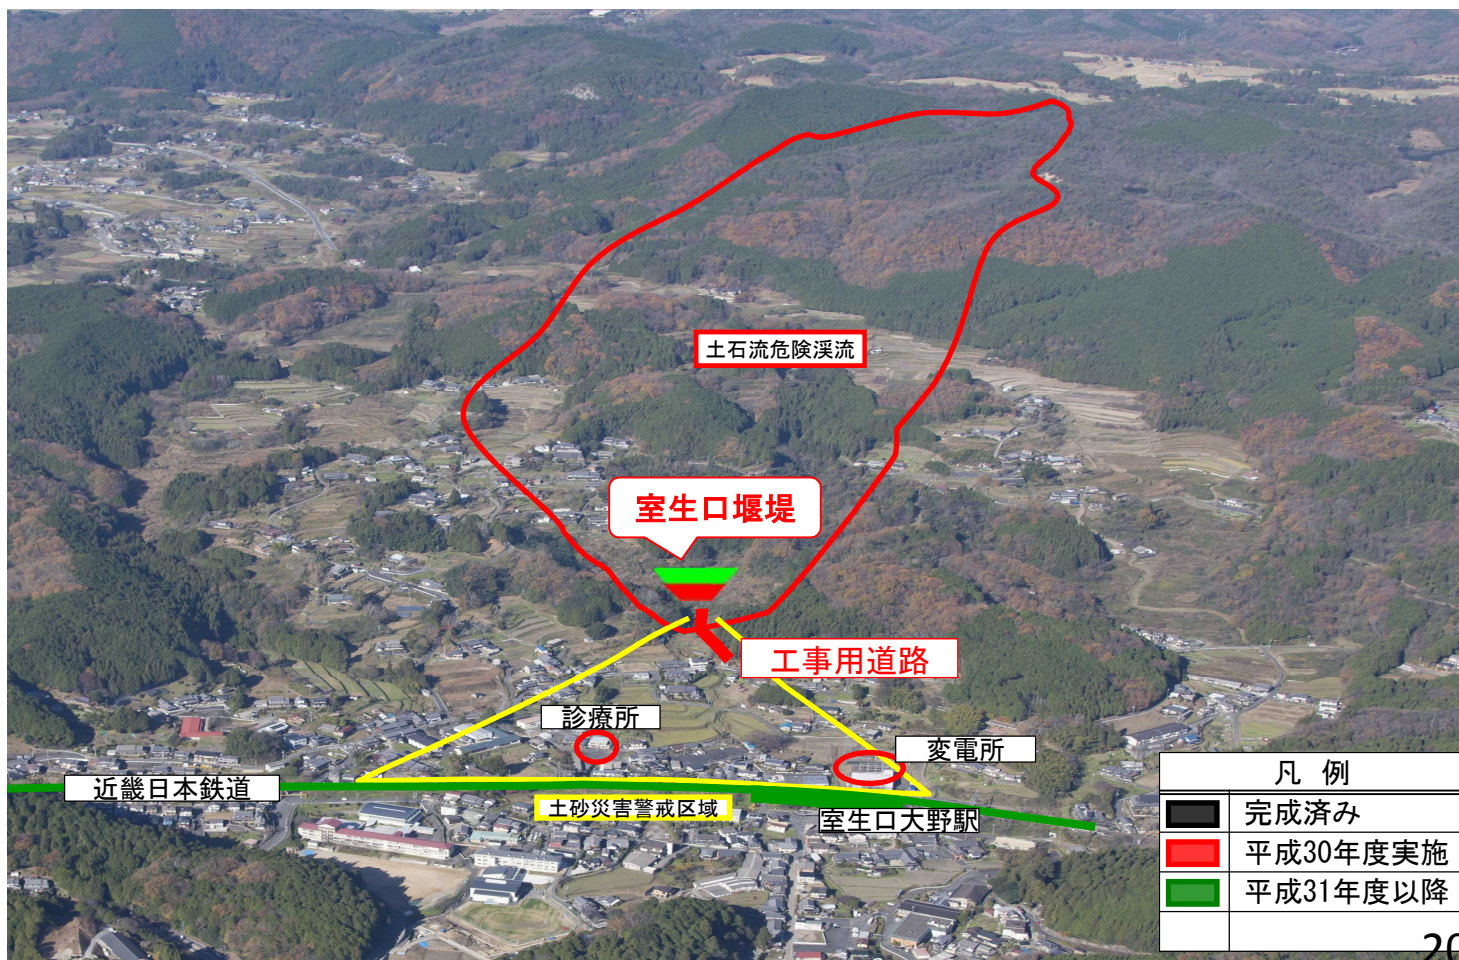 土石流危険渓流
室生口堰堤
工事用道路
診療所
変電所
近畿日本鉄道
土砂災害警戒区域
室生口大野駅
凡 例
完成済み
平成30年度実施
平成31年度以降
20